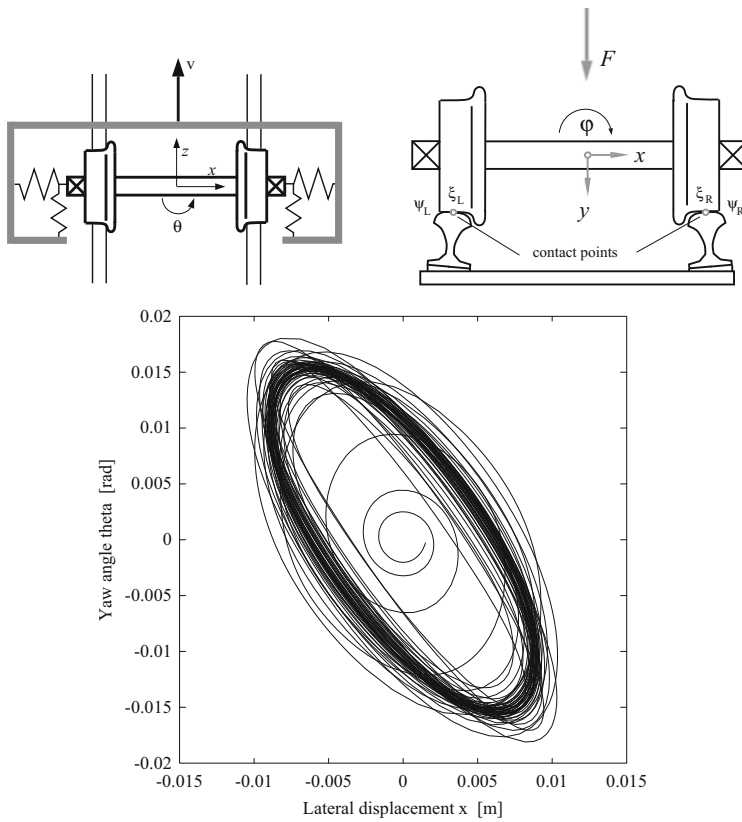 v
z
x
θ
F
φ
x
y
ψL
ξL
ξR
ψR
contact points
0.02
0.015
0.01
0.005
0
-0.005
-0.01
-0.015
-0.02
Yaw angle theta [rad]
-0.015
-0.01
-0.005
0
0.005
0.01
0.015
Lateral displacement x [m]